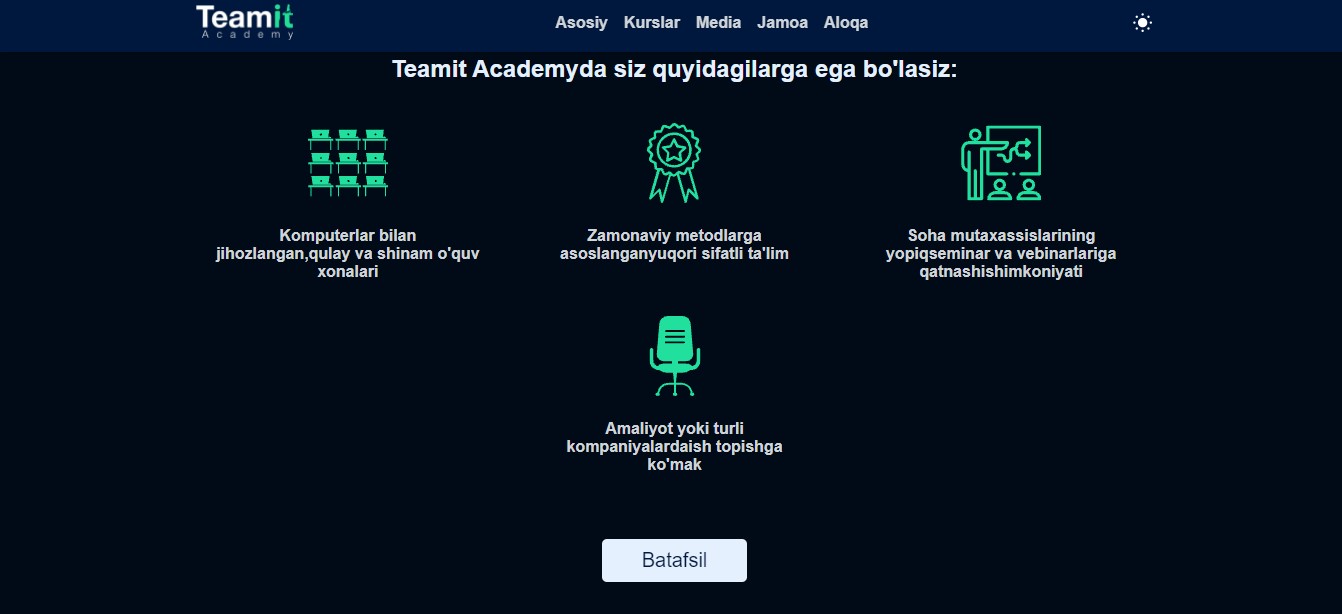 Teamit
Academy
Asosiy Kurslar Media Jamoa Aloqa
Teamit Academyda siz quyidagilarga ega bo'lasiz:
Komputerlar bilan
jihozlangan,qulay va shinam o'quv
xonalari
Zamonaviy metodlarga
asoslanganyuqori sifatli ta'lim
Soha mutaxassislarining
yopiqseminar va vebinarlariga
qatnashishimkoniyati
Amaliyot yoki turli
kompaniyalardaish topishga
ko'mak
Batafsil